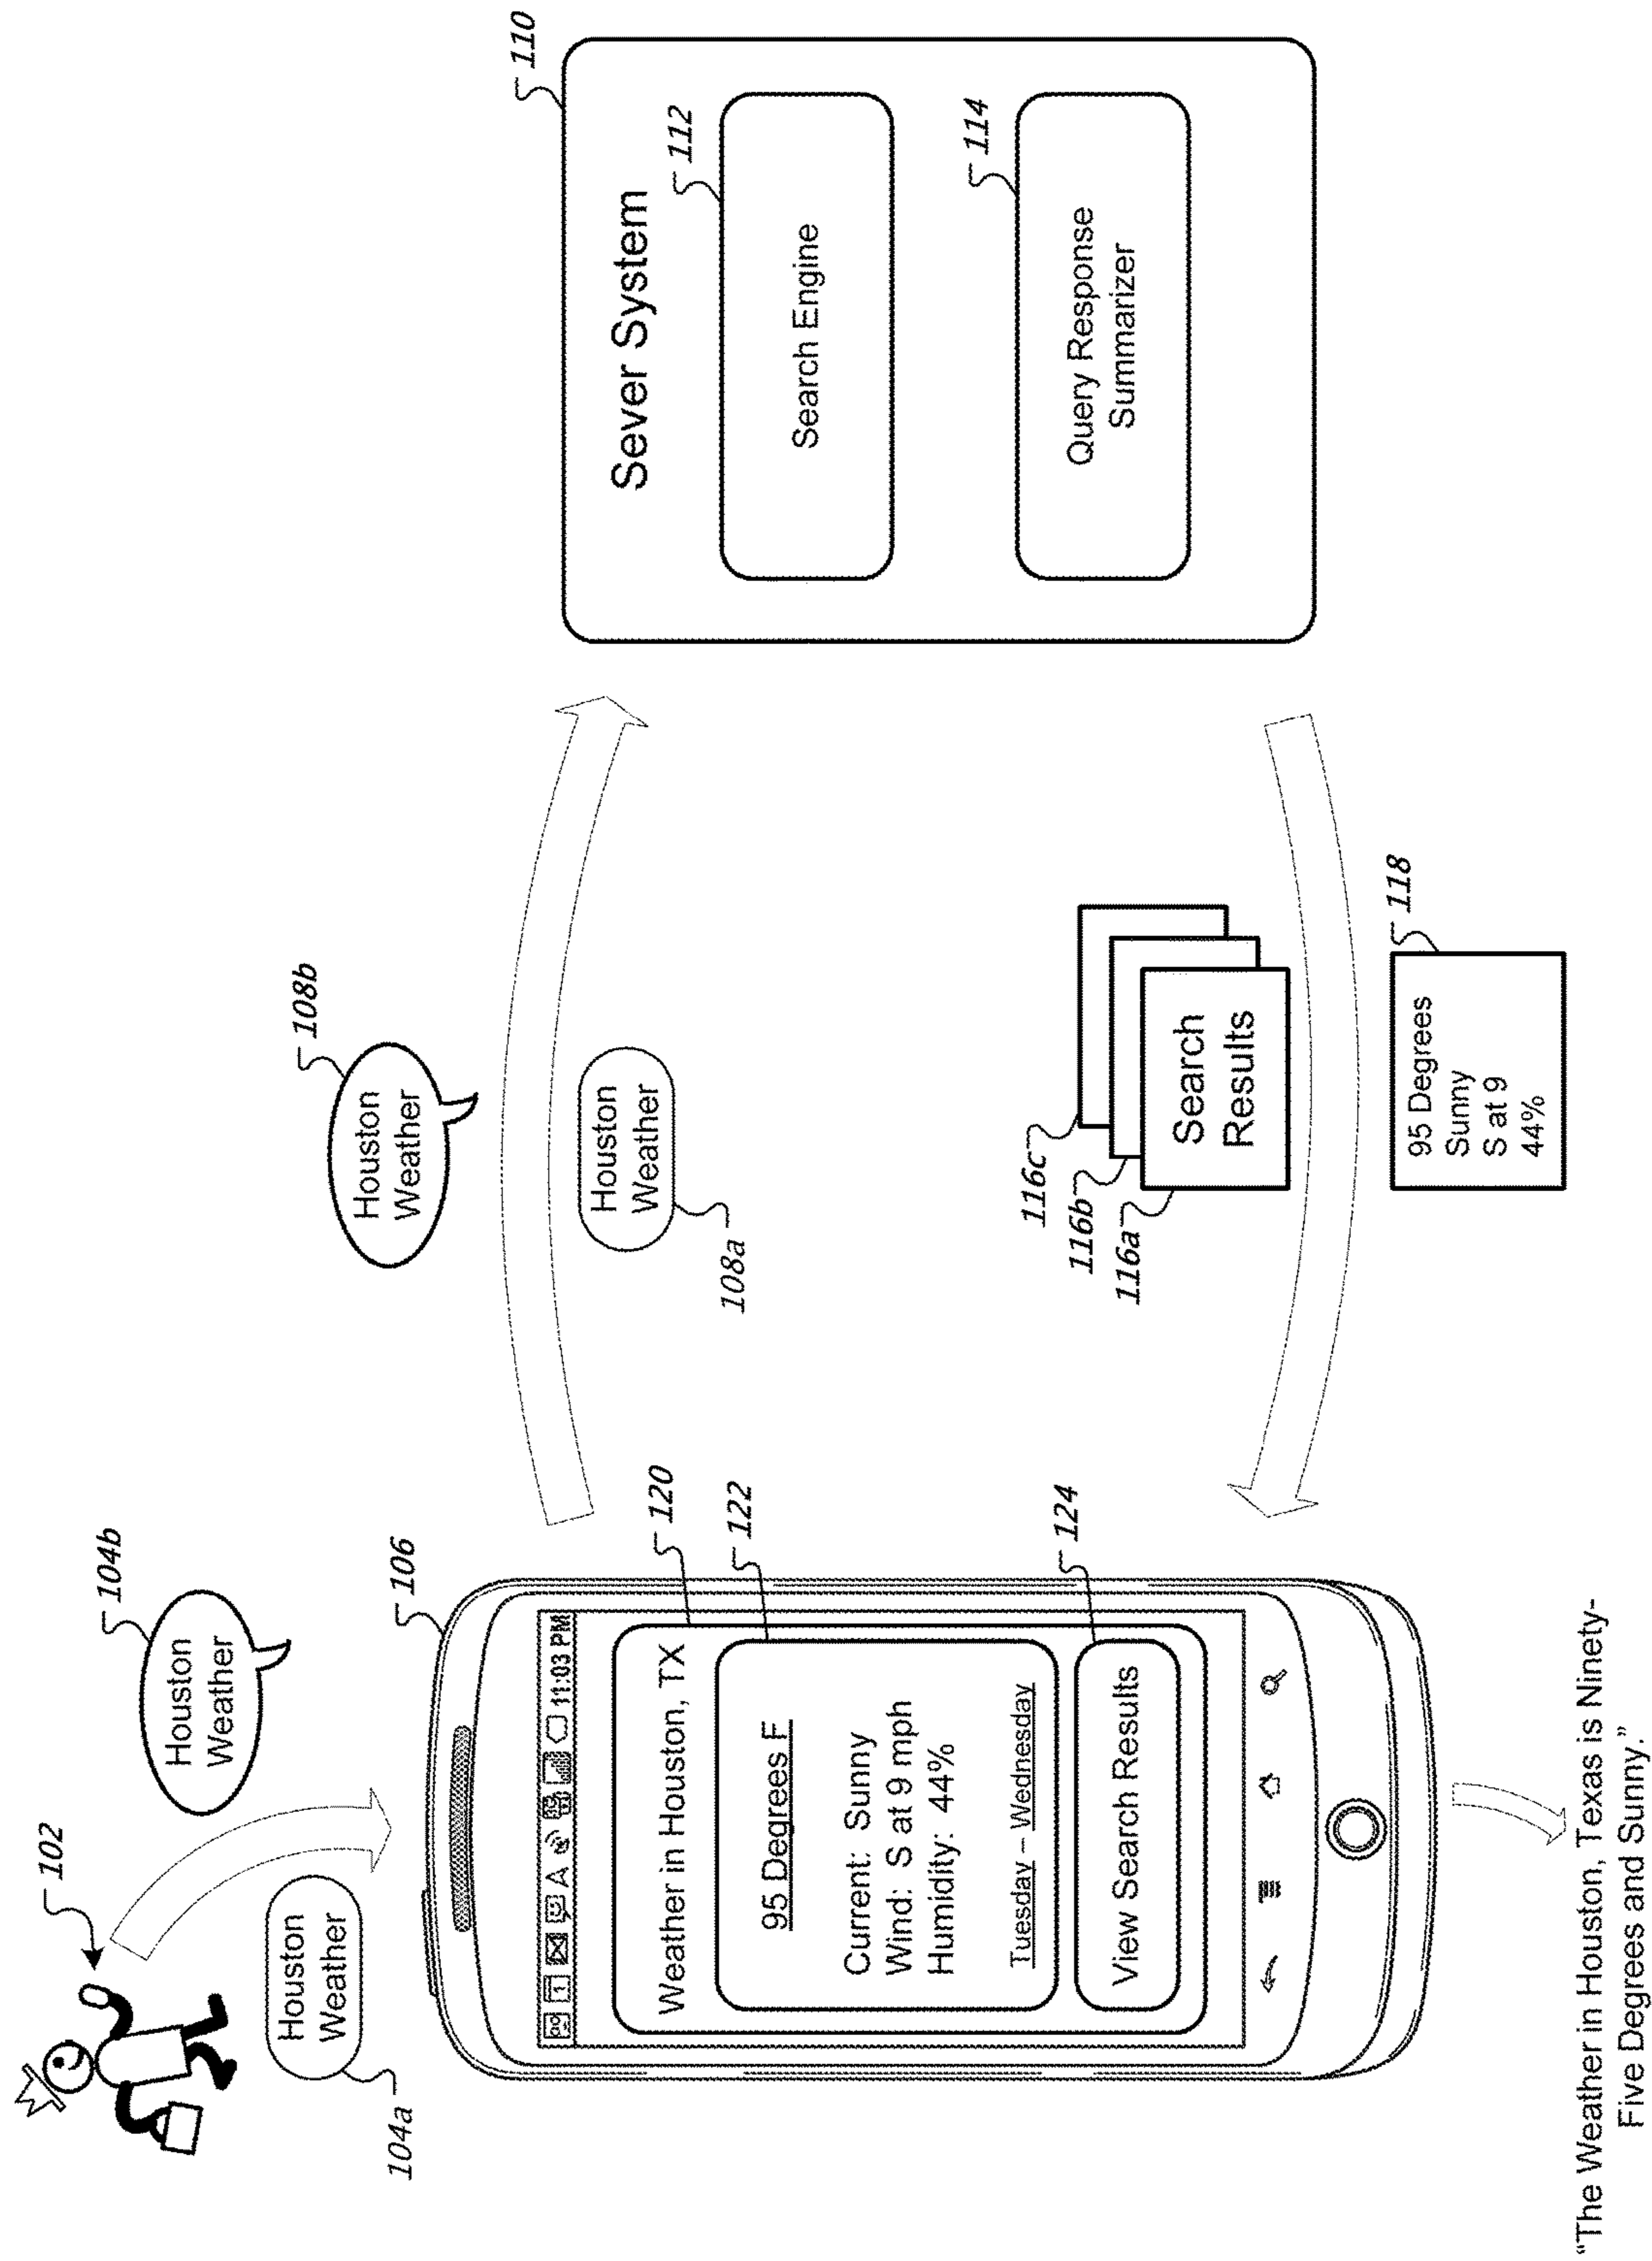 102
104b
Houston
Weather
Houston
Weather
104a
106
11:03 PM
Weather in Houston, TX
120
95 Degrees F
122
Current: Sunny
Wind: S at 9 mph
Humidity: 44%
Tuesday – Wednesday
View Search Results
124
“The Weather in Houston, Texas is Ninety-
Five Degrees and Sunny.”
108b
Houston
Weather
Houston
Weather
108a
116c
116b
116a
Search
Results
118
95 Degrees
Sunny
S at 9
44%
110
Sever System
112
Search Engine
114
Query Response
Summarizer